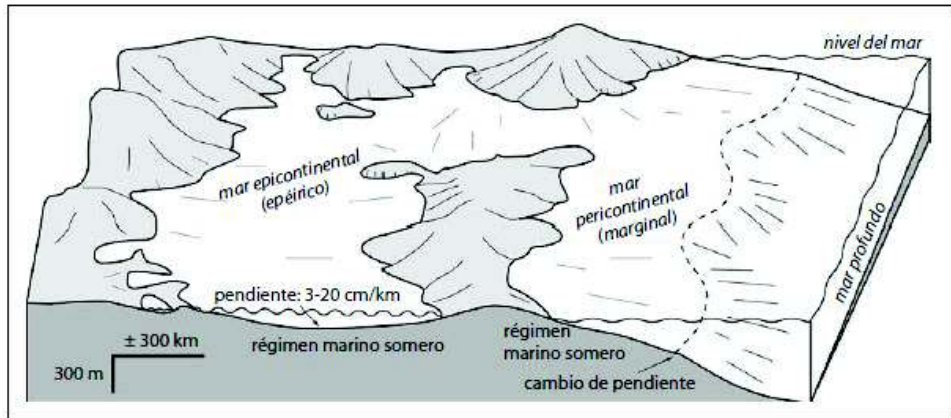 nivel del mar
mar epicontinental
(epéirico)
mar
pericontinental
(marginal)
mar profundo
pendiente: 3-20 cm/km
± 300 km
300 m
régimen marino somero
régimen
marino somero
cambio de pendiente